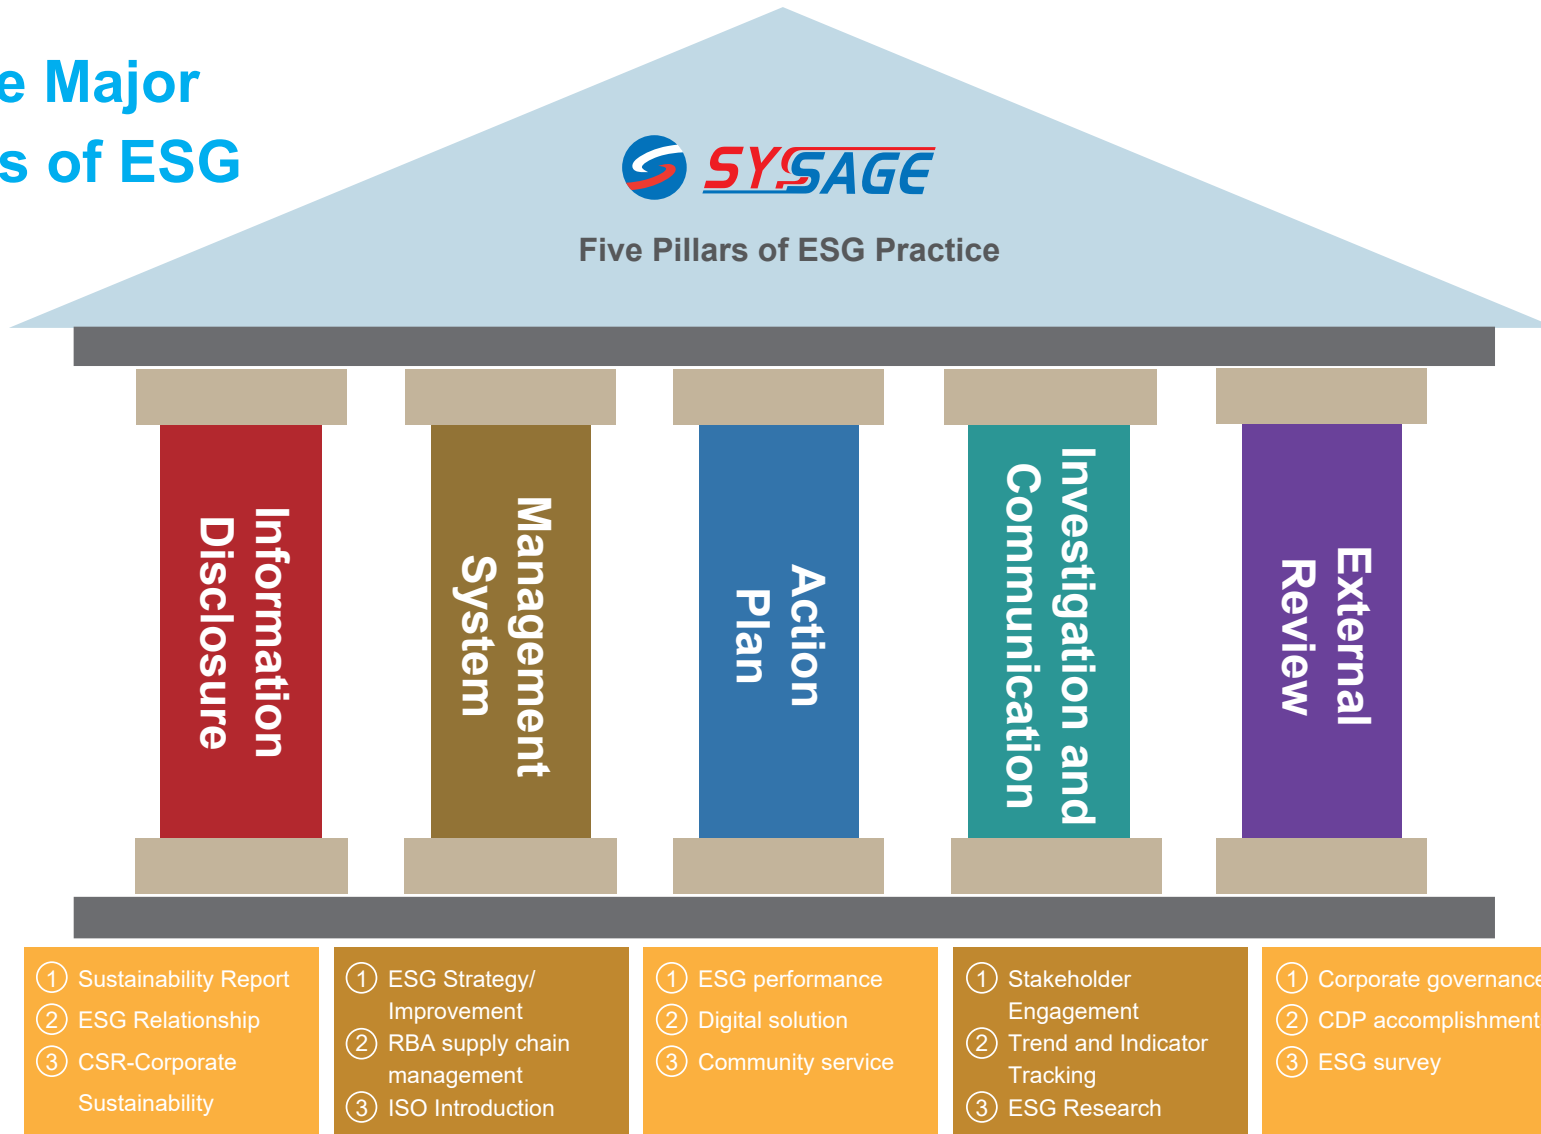 e Major
s of ESG
SYSAGE
Five Pillars of ESG Practice
Information
Disclosure
Management
System
Action
Plan
Investigation and
Communication
External
Review
① Sustainability Report
② ESG Relationship
③ CSR-Corporate
Sustainability
① ESG Strategy/
Improvement
② RBA supply chain
management
③ ISO Introduction
① ESG performance
② Digital solution
③ Community service
① Stakeholder
Engagement
② Trend and Indicator
Tracking
③ ESG Research
① Corporate governance
② CDP accomplishment
③ ESG survey